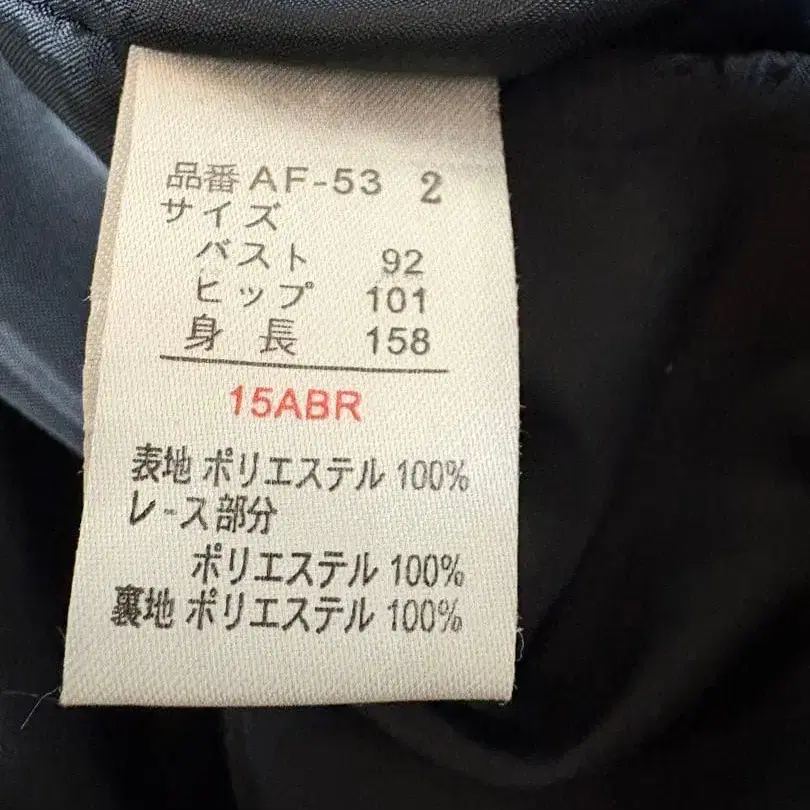 品番 AF-53 2
サイズ
バスト 92
ヒップ 101
身 長 158
15ABR
表地 ポリエステル 100%
レース部分
ポリエステル 100%
裏地 ポリエステル 100%